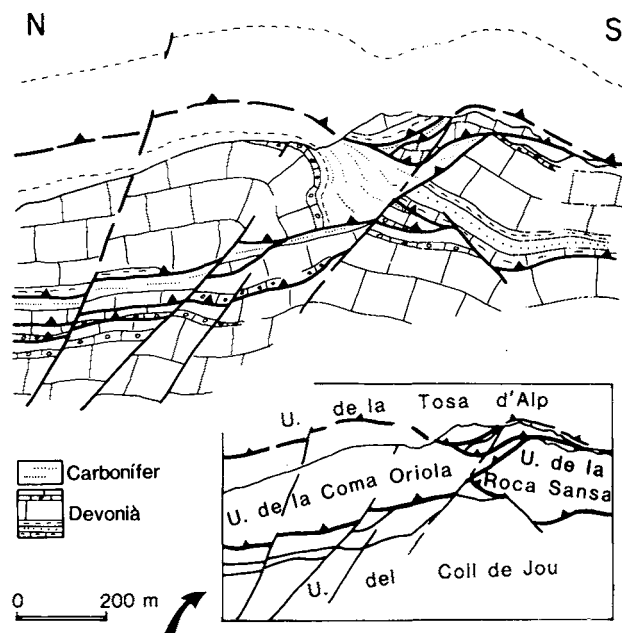 N
S
U. de la Tosa d'Alp
U. de la Coma Oriola
U. de la
Roca Sansa
U. del Coll de Jou
Carbonífer
Devonià
0 200 m